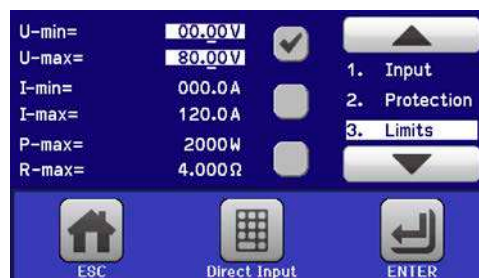 U-min= 00.00V
U-max= 80.00V
I-min= 000.0A
I-max= 120.0A
P-max= 2000W
R-max= 4.000Ω
1. Input
2. Protection
3. Limits
ESC
Direct Input
ENTER